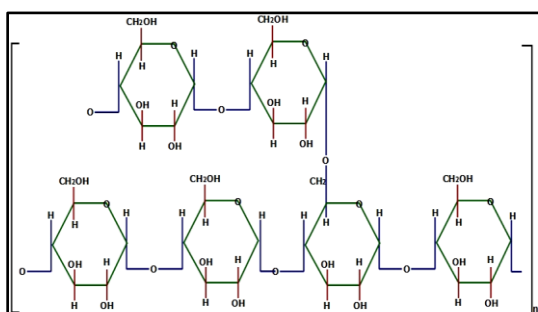 CH₂OH CH₂OH
H O H H O H
H H
O OH H O OH H
H OH H OH
O
CH₂OH CH₂OH CH₂ CH₂OH
H O H H O H H O H H O H
H H H H
O OH H O OH H O OH H O OH H
H OH H OH H OH H OH
n